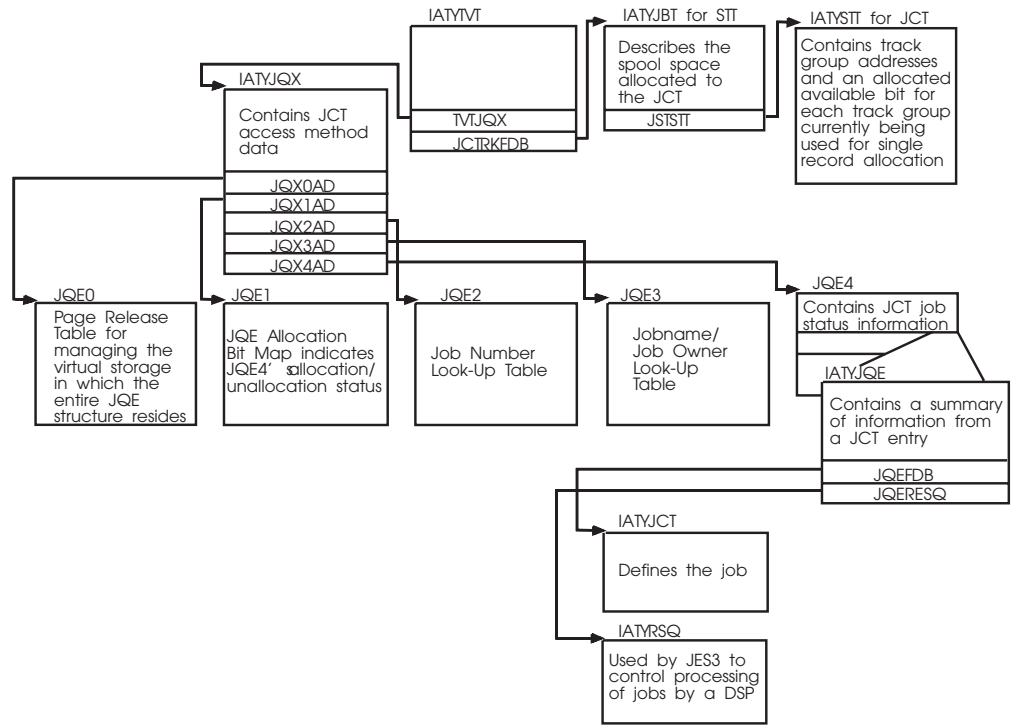 IATYTVT
TVTJQX
JCTTRKFDB
IATYJBT for STT
Describes the
spool space
allocated to
the JCT
JSTSTT
IATYSTT for JCT
Contains track
group addresses
and an allocated
available bit for
each track group
currently being
used for single
record allocation
IATYJQX
Contains JCT
access method
data
JQX0AD
JQX1AD
JQX2AD
JQX3AD
JQX4AD
JQE0
Page Release
Table for
managing the
virtual storage
in which the
entire JQE
structure resides
JQE1
JQE Allocation
Bit Map indicates
JQE4' sallocation/
unallocation status
JQE2
Job Number
Look-Up Table
JQE3
Jobname/
Job Owner
Look-Up
Table
JQE4
Contains JCT job
status information
IATYJQE
Contains a summary
of information from
a JCT entry
JQEFDB
JQERESQ
IATYJCT
Defines the job
IATYRSQ
Used by JES3 to
control processing
of jobs by a DSP